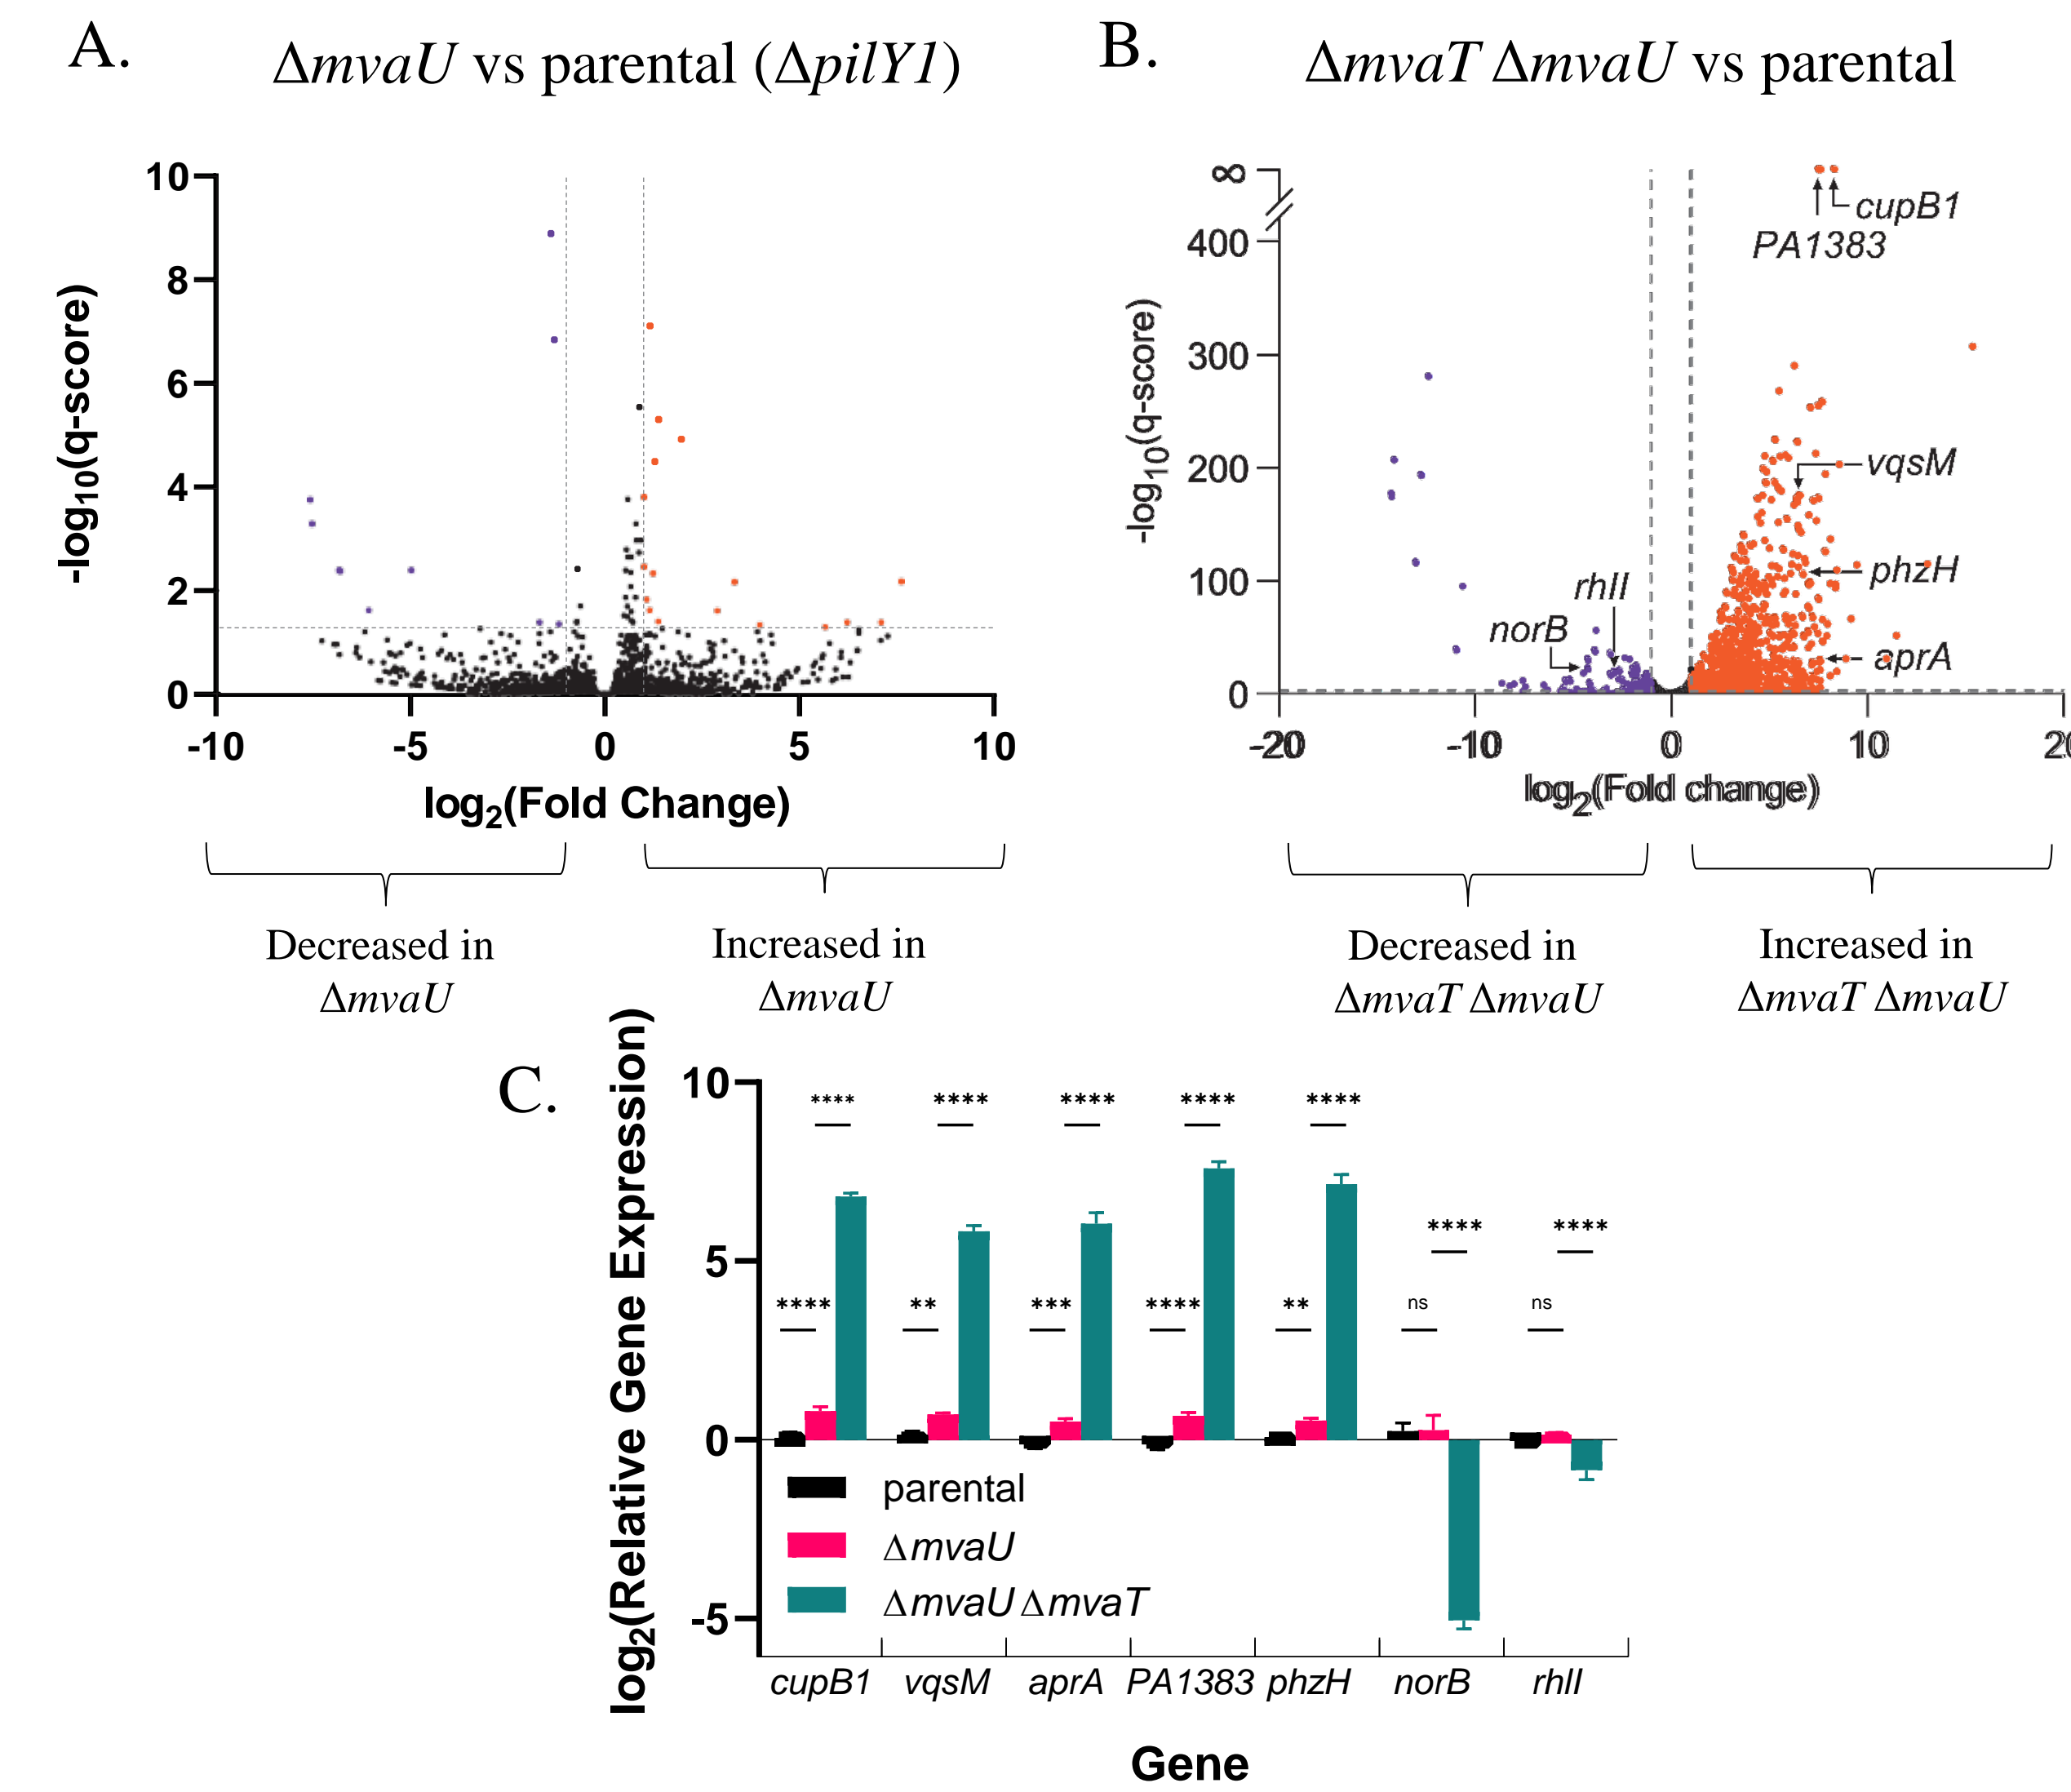 A.
ΔmvaU vs parental (ΔpilY1)
10
8
6
4
2
0
-log10(q-score)
-10
-5
0
5
10
log2(Fold Change)
Decreased in
ΔmvaU
Increased in
ΔmvaU
B.
ΔmvaT ΔmvaU vs parental
∞
400
300
200
100
0
-log10(q-score)
cupB1
PA1383
vqsM
phzH
aprA
rhlI
norB
-20
-10
0
10
20
log2(Fold change)
Decreased in
ΔmvaT ΔmvaU
Increased in
ΔmvaT ΔmvaU
C.
log2(Relative Gene Expression)
10
5
0
-5
**** **** **** **** ****
**** ****
**** ** *** **** ** ns ns
parental
ΔmvaU
ΔmvaU ΔmvaT
cupB1 vqsM aprA PA1383 phzH norB rhlI
Gene